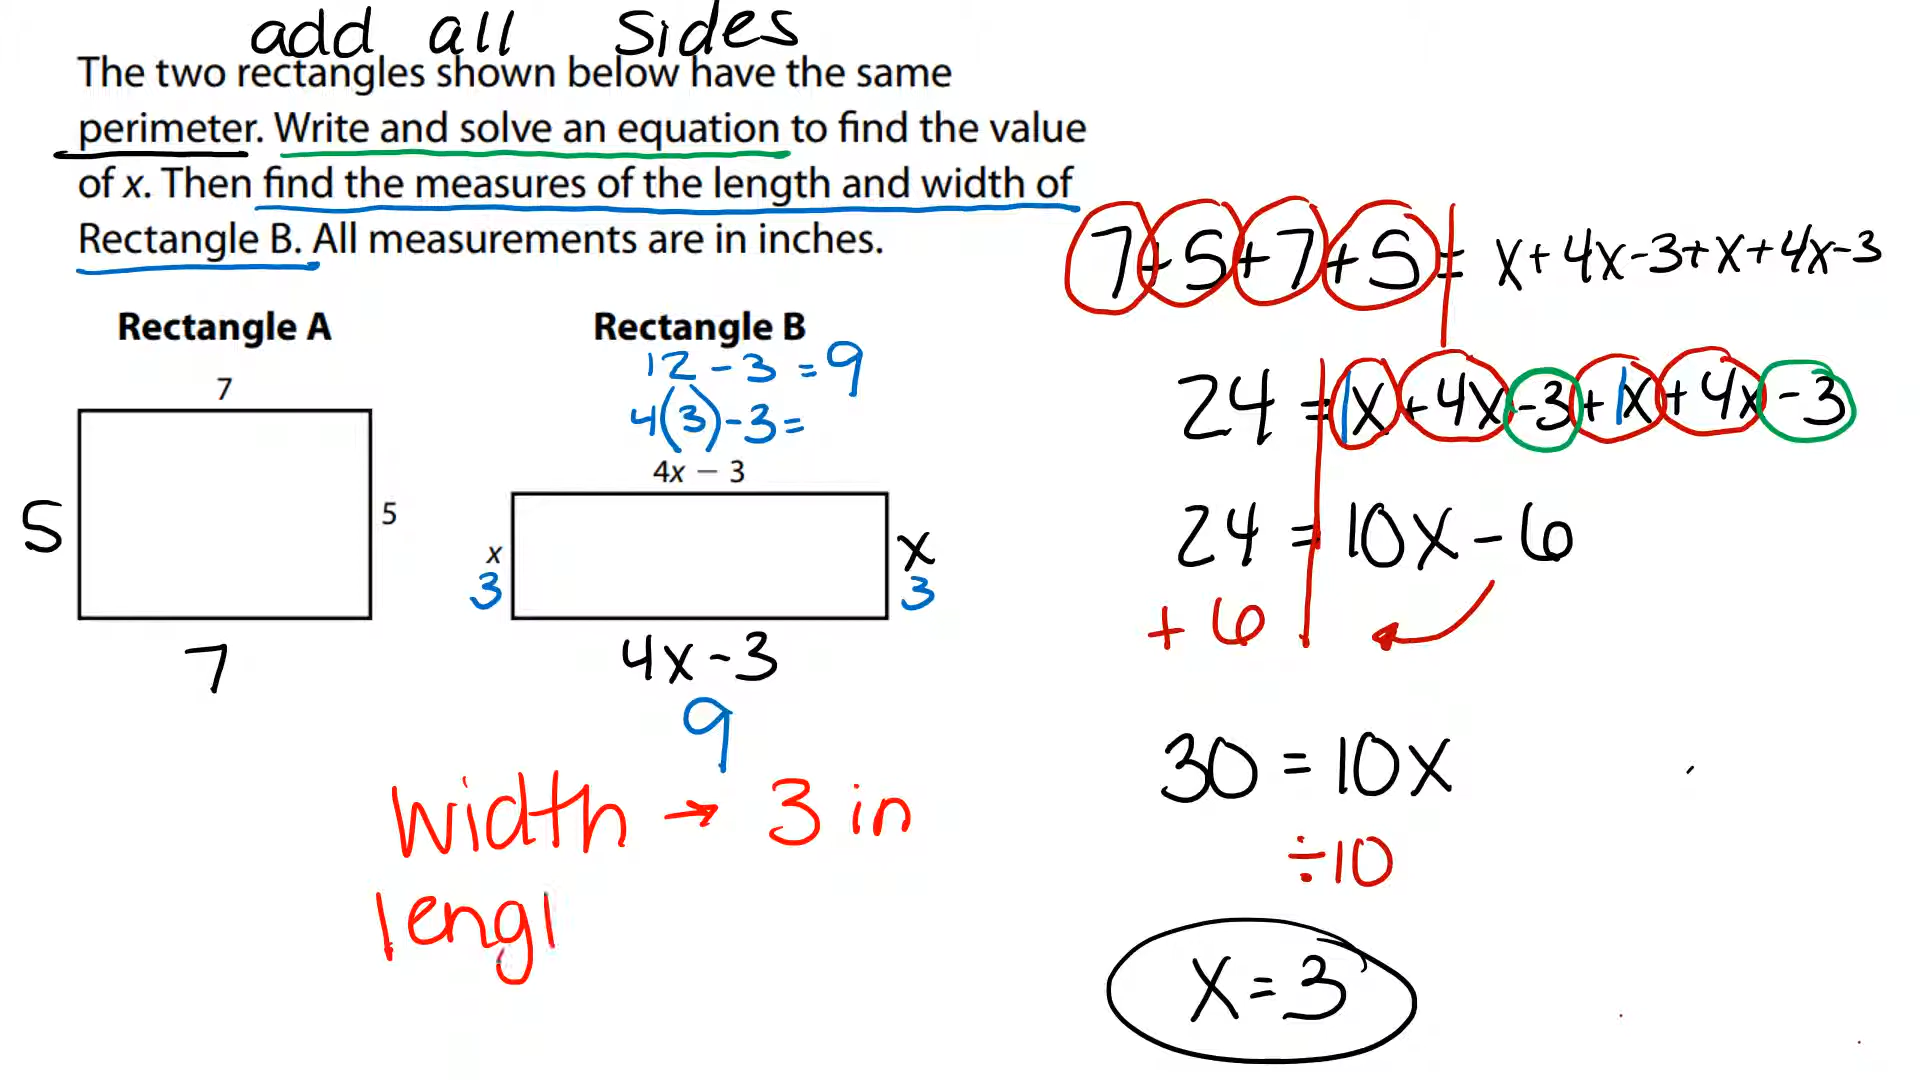 add all sides
The two rectangles shown below have the same
perimeter. Write and solve an equation to find the value
of x. Then find the measures of the length and width of
Rectangle B. All measurements are in inches.
Rectangle A
7
5
5
7
Rectangle B
12 - 3 = 9
4(3) - 3 =
4x − 3
x
3
x
3
4x - 3
9
width → 3 in
lengl
7 + 5 + 7 + 5 = x + 4x - 3 + x + 4x - 3
24 = 1x + 4x - 3 + 1x + 4x - 3
24 = 10x - 6
+ 6
30 = 10x
÷10
x = 3